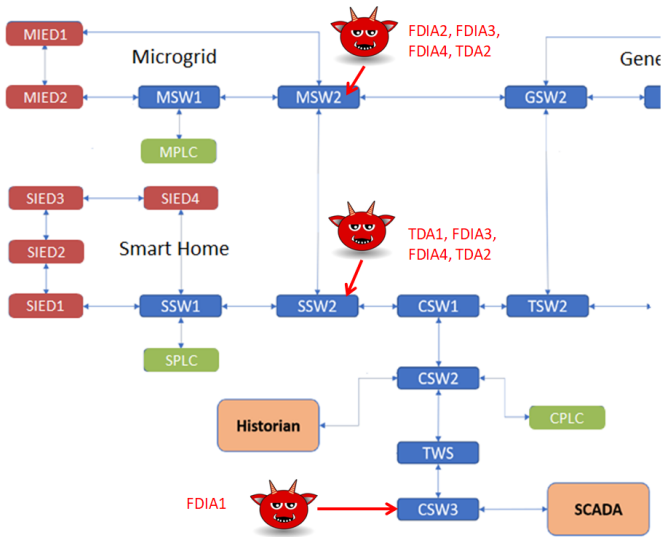 MIED1
FDIA2, FDIA3,
FDIA4, TDA2
Microgrid
Gene
MIED2
MSW1
MSW2
GSW2
MPLC
SIED3
SIED4
SIED2
Smart Home
TDA1, FDIA3,
FDIA4, TDA2
SIED1
SSW1
SSW2
CSW1
TSW2
SPLC
CSW2
Historian
CPLC
TWS
FDIA1
CSW3
SCADA